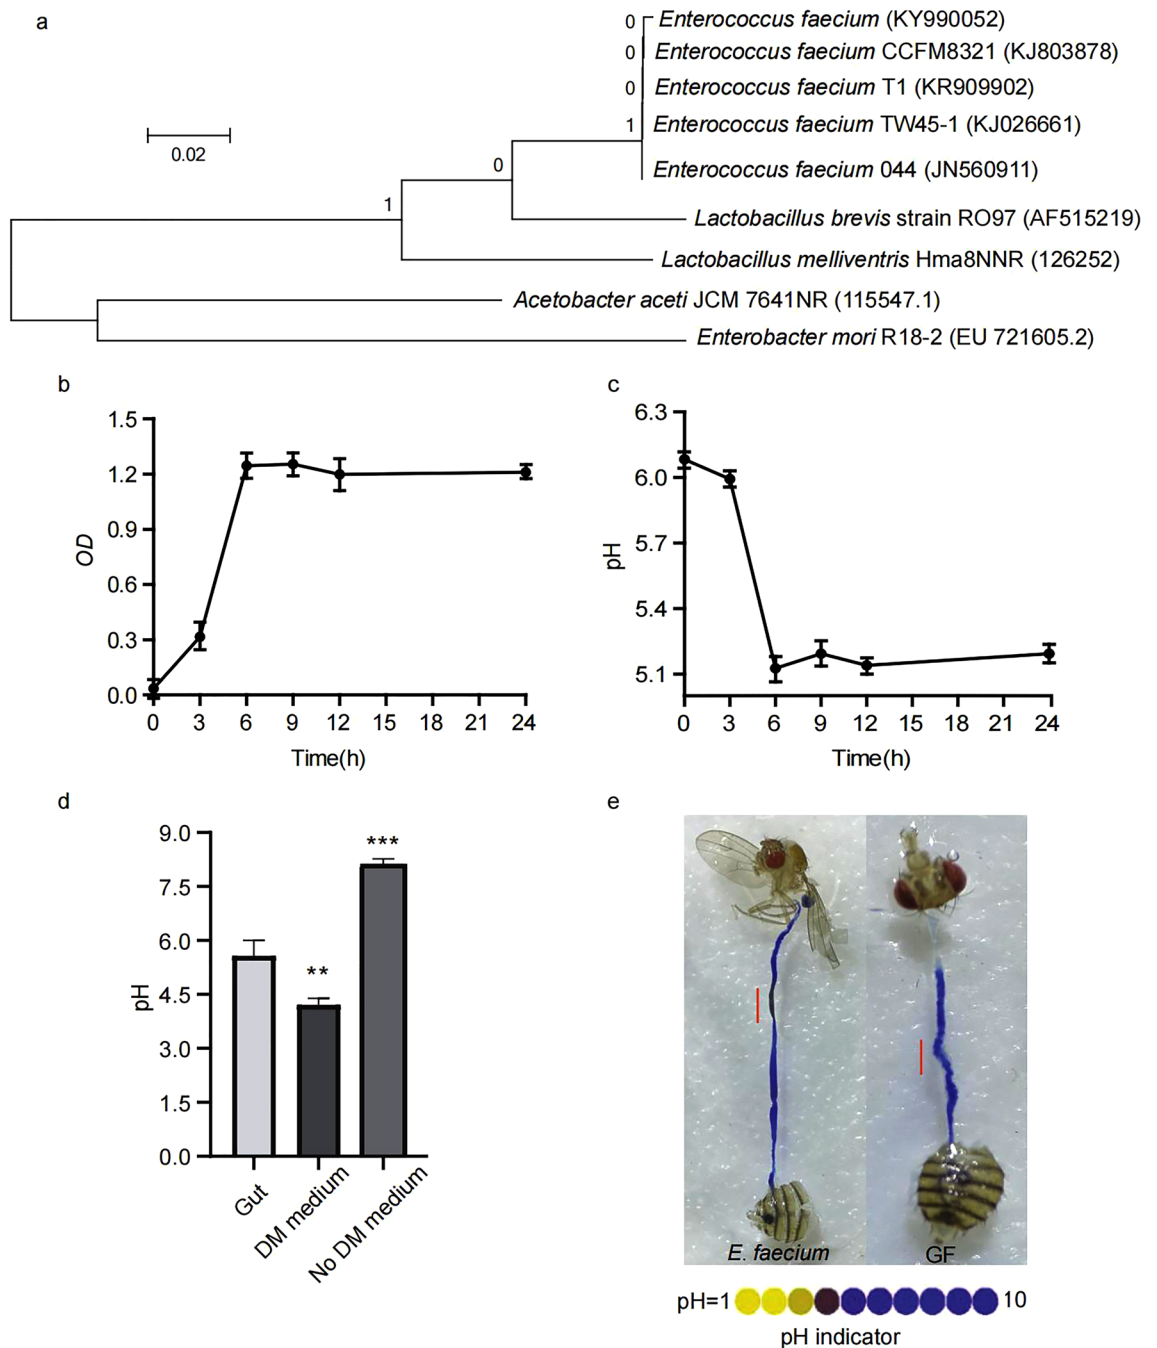 a
0 Enterococcus faecium (KY990052)
0 Enterococcus faecium CCFM8321 (KJ803878)
0 Enterococcus faecium T1 (KR909902)
1 Enterococcus faecium TW45-1 (KJ026661)
Enterococcus faecium 044 (JN560911)
0.02
0
1
Lactobacillus brevis strain RO97 (AF515219)
Lactobacillus melliventris Hma8NNR (126252)
Acetobacter aceti JCM 7641NR (115547.1)
Enterobacter mori R18-2 (EU 721605.2)
b
1.5
1.2
0.9
0.6
0.3
0.0
OD
0 3 6 9 12 15 18 21 24
Time(h)
c
6.3
6.0
5.7
5.4
5.1
pH
0 3 6 9 12 15 18 21 24
Time(h)
d
9.0
7.5
6.0
4.5
3.0
1.5
0.0
pH
**
***
Gut
DM medium
No DM medium
e
E. faecium
GF
pH=1 10
pH indicator